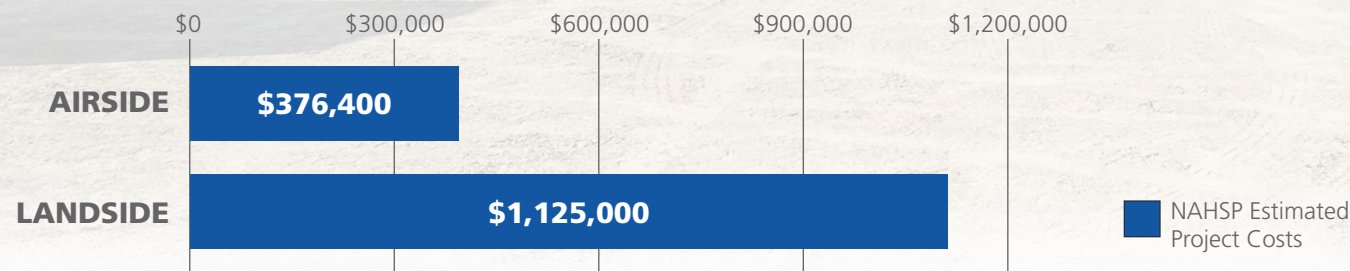 $0 $300,000 $600,000 $900,000 $1,200,000
AIRSIDE $376,400
LANDSIDE $1,125,000
NAHSP Estimated
Project Costs